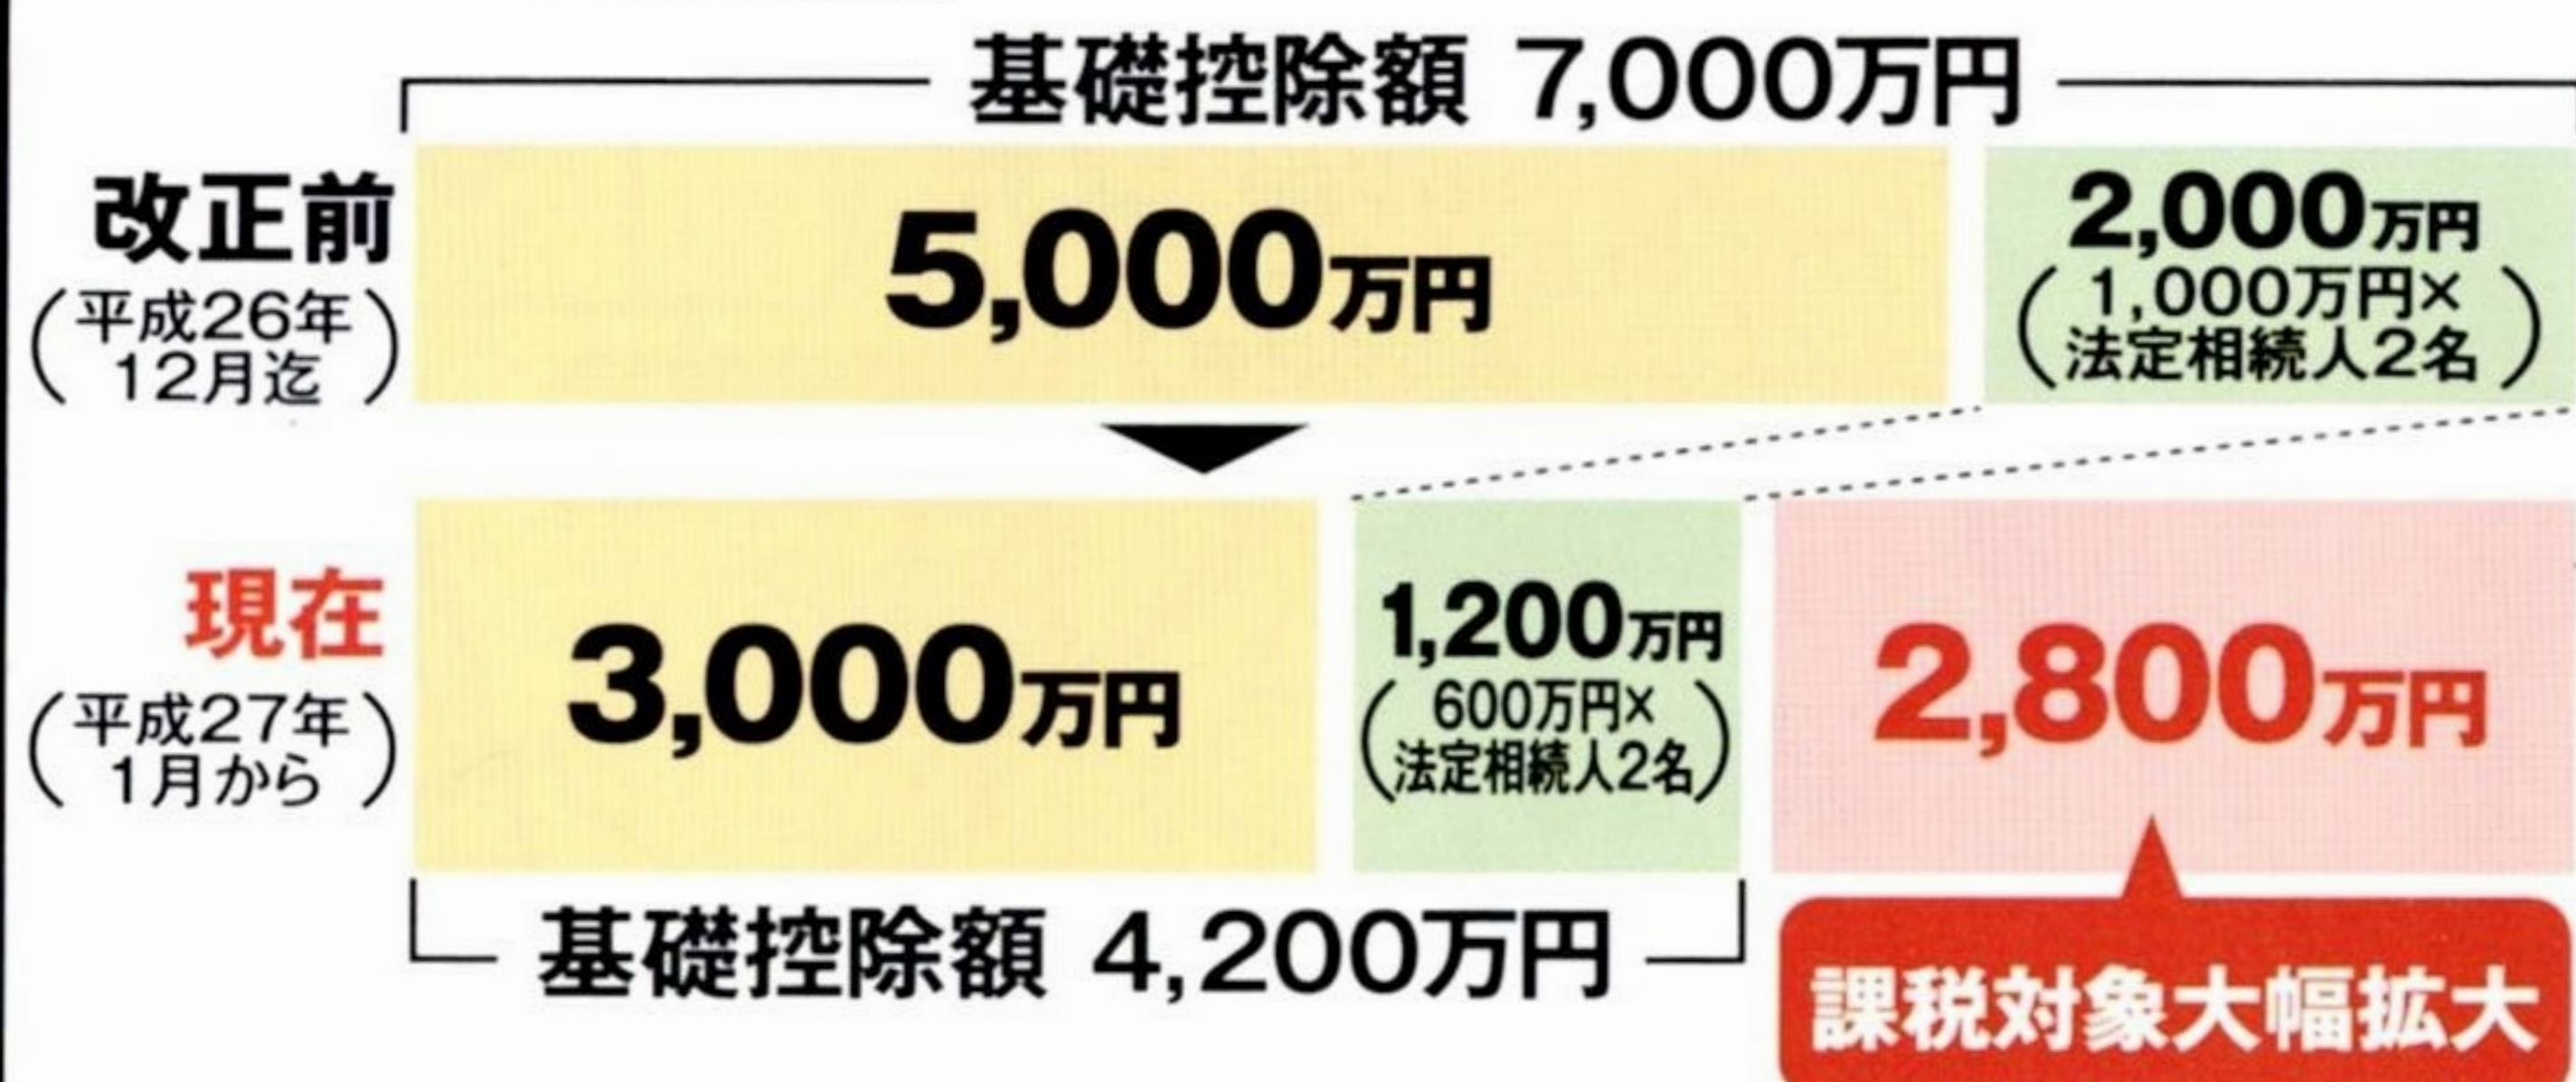 基礎控除額 7,000万円
改正前
(平成26年
12月迄)
5,000万円
2,000万円
(1,000万円×
法定相続人2名)
現在
(平成27年
1月から)
3,000万円
1,200万円
(600万円×
法定相続人2名)
2,800万円
基礎控除額 4,200万円
課税対象大幅拡大